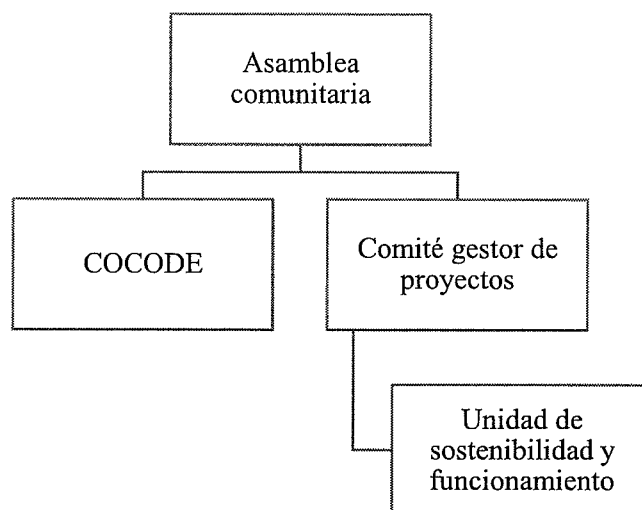 Asamblea
comunitaria
COCODE
Comité gestor de
proyectos
Unidad de
sostenibilidad y
funcionamiento